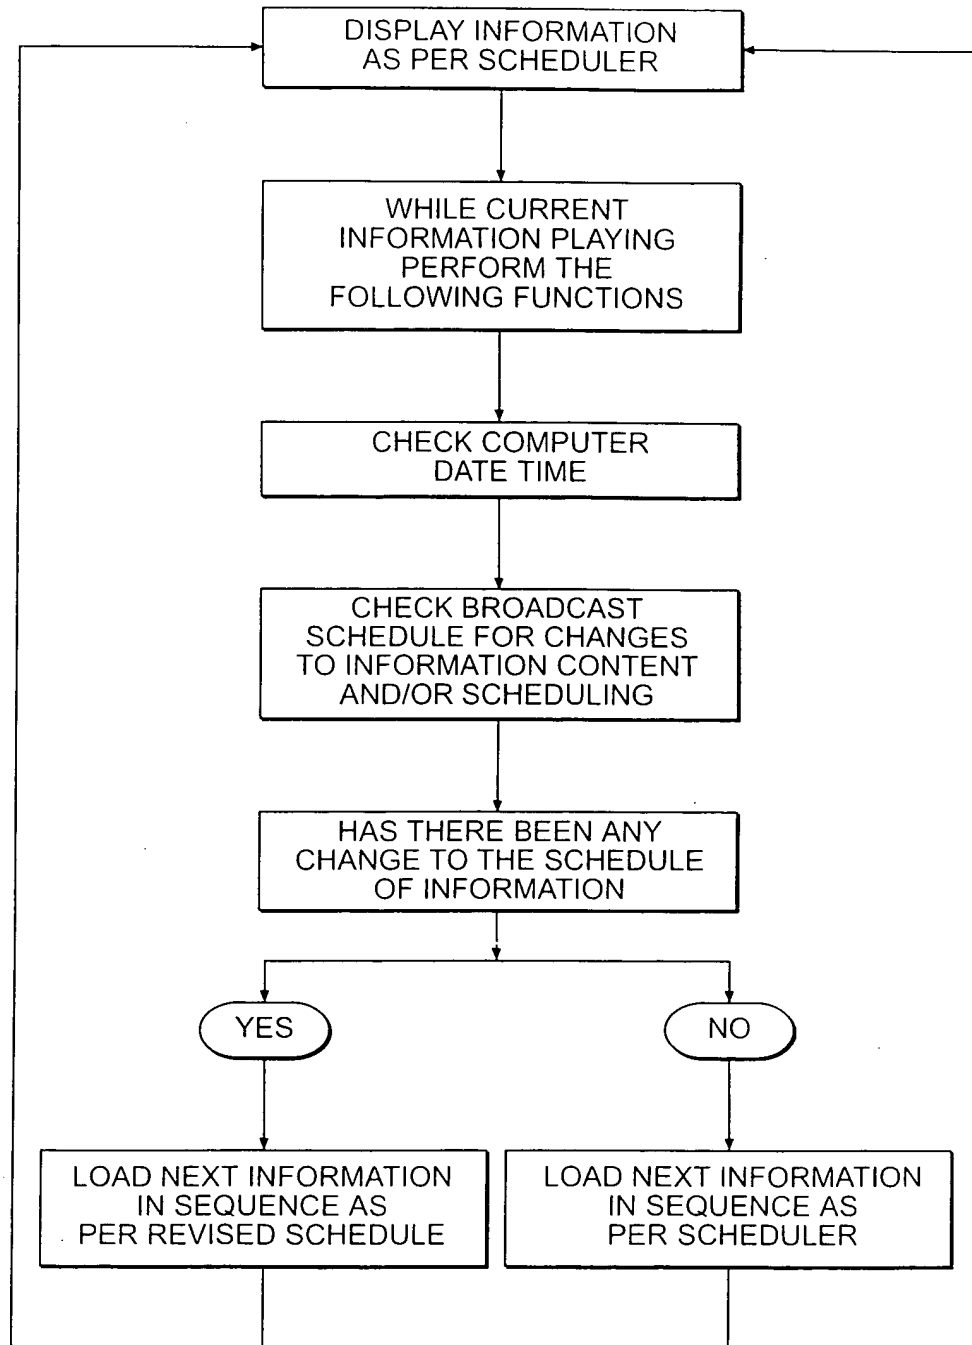 DISPLAY INFORMATION
AS PER SCHEDULER
WHILE CURRENT
INFORMATION PLAYING
PERFORM THE
FOLLOWING FUNCTIONS
CHECK COMPUTER
DATE TIME
CHECK BROADCAST
SCHEDULE FOR CHANGES
TO INFORMATION CONTENT
AND/OR SCHEDULING
HAS THERE BEEN ANY
CHANGE TO THE SCHEDULE
OF INFORMATION
YES
NO
LOAD NEXT INFORMATION
IN SEQUENCE AS
PER REVISED SCHEDULE
LOAD NEXT INFORMATION
IN SEQUENCE AS
PER SCHEDULER